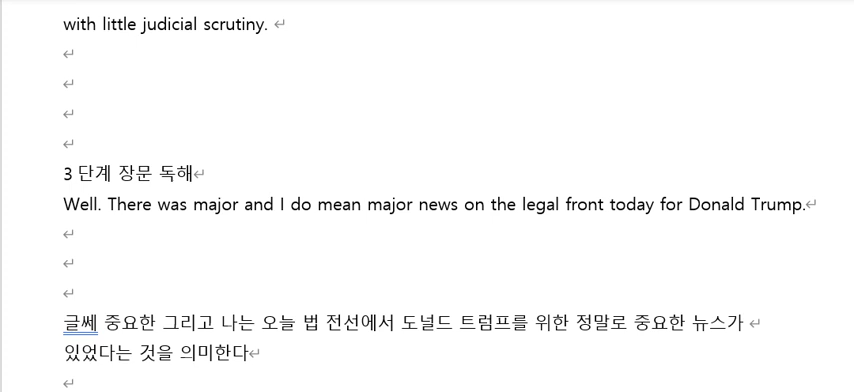 with little judicial scrutiny.
3 단계 장문 독해
Well. There was major and I do mean major news on the legal front today for Donald Trump.
글쎄 중요한 그리고 나는 오늘 법 전선에서 도널드 트럼프를 위한 정말로 중요한 뉴스가
있었다는 것을 의미한다